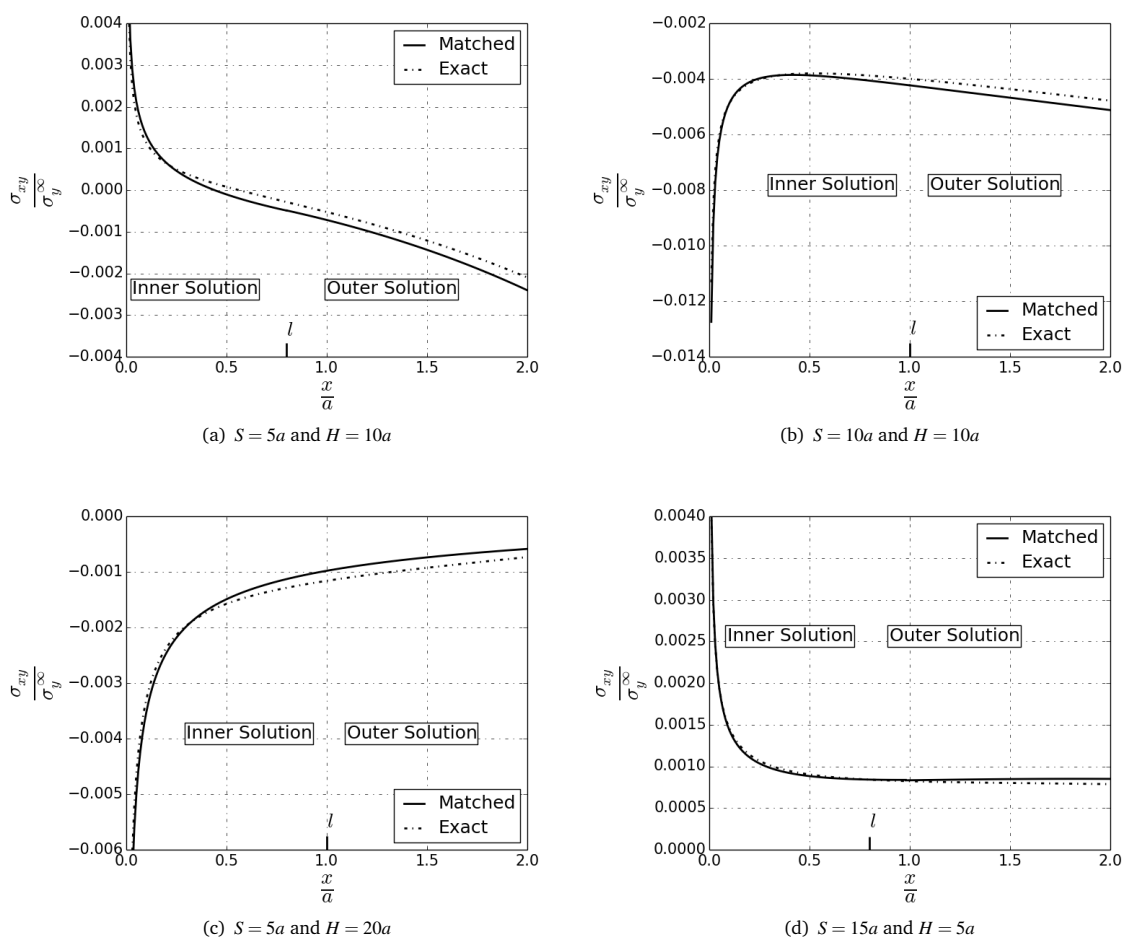 0.004
0.003
0.002
0.001
0.000
−0.001
−0.002
−0.003
−0.004
σxy
σy∞
Matched
Exact
Inner Solution
Outer Solution
l
0.0 0.5 1.0 1.5 2.0
x
a
(a) S = 5a and H = 10a
−0.002
−0.004
−0.006
−0.008
−0.010
−0.012
−0.014
σxy
σy∞
Inner Solution
Outer Solution
Matched
Exact
l
0.0 0.5 1.0 1.5 2.0
x
a
(b) S = 10a and H = 10a
0.000
−0.001
−0.002
−0.003
−0.004
−0.005
−0.006
σxy
σy∞
Inner Solution
Outer Solution
Matched
Exact
l
0.0 0.5 1.0 1.5 2.0
x
a
(c) S = 5a and H = 20a
0.0040
0.0035
0.0030
0.0025
0.0020
0.0015
0.0010
0.0005
0.0000
σxy
σy∞
Matched
Exact
Inner Solution
Outer Solution
l
0.0 0.5 1.0 1.5 2.0
x
a
(d) S = 15a and H = 5a